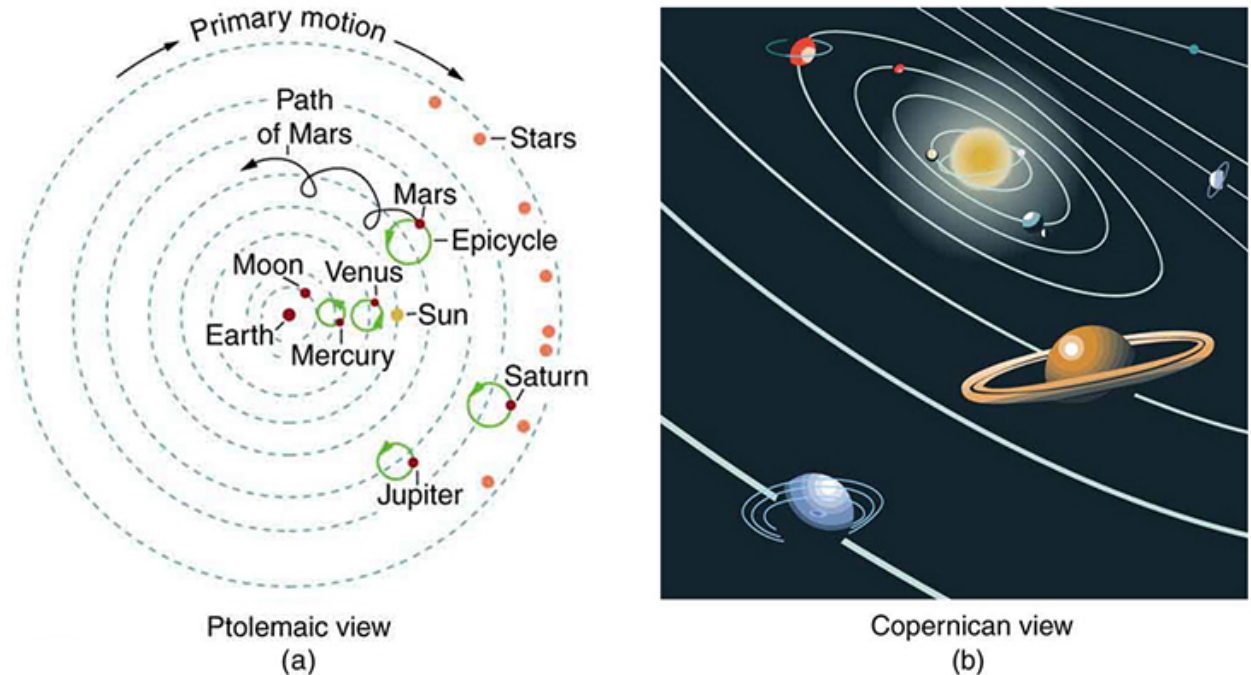 Primary motion
Path
of Mars
Stars
Mars
Epicycle
Moon
Venus
Sun
Earth
Mercury
Saturn
Jupiter
Ptolemaic view
(a)
Copernican view
(b)